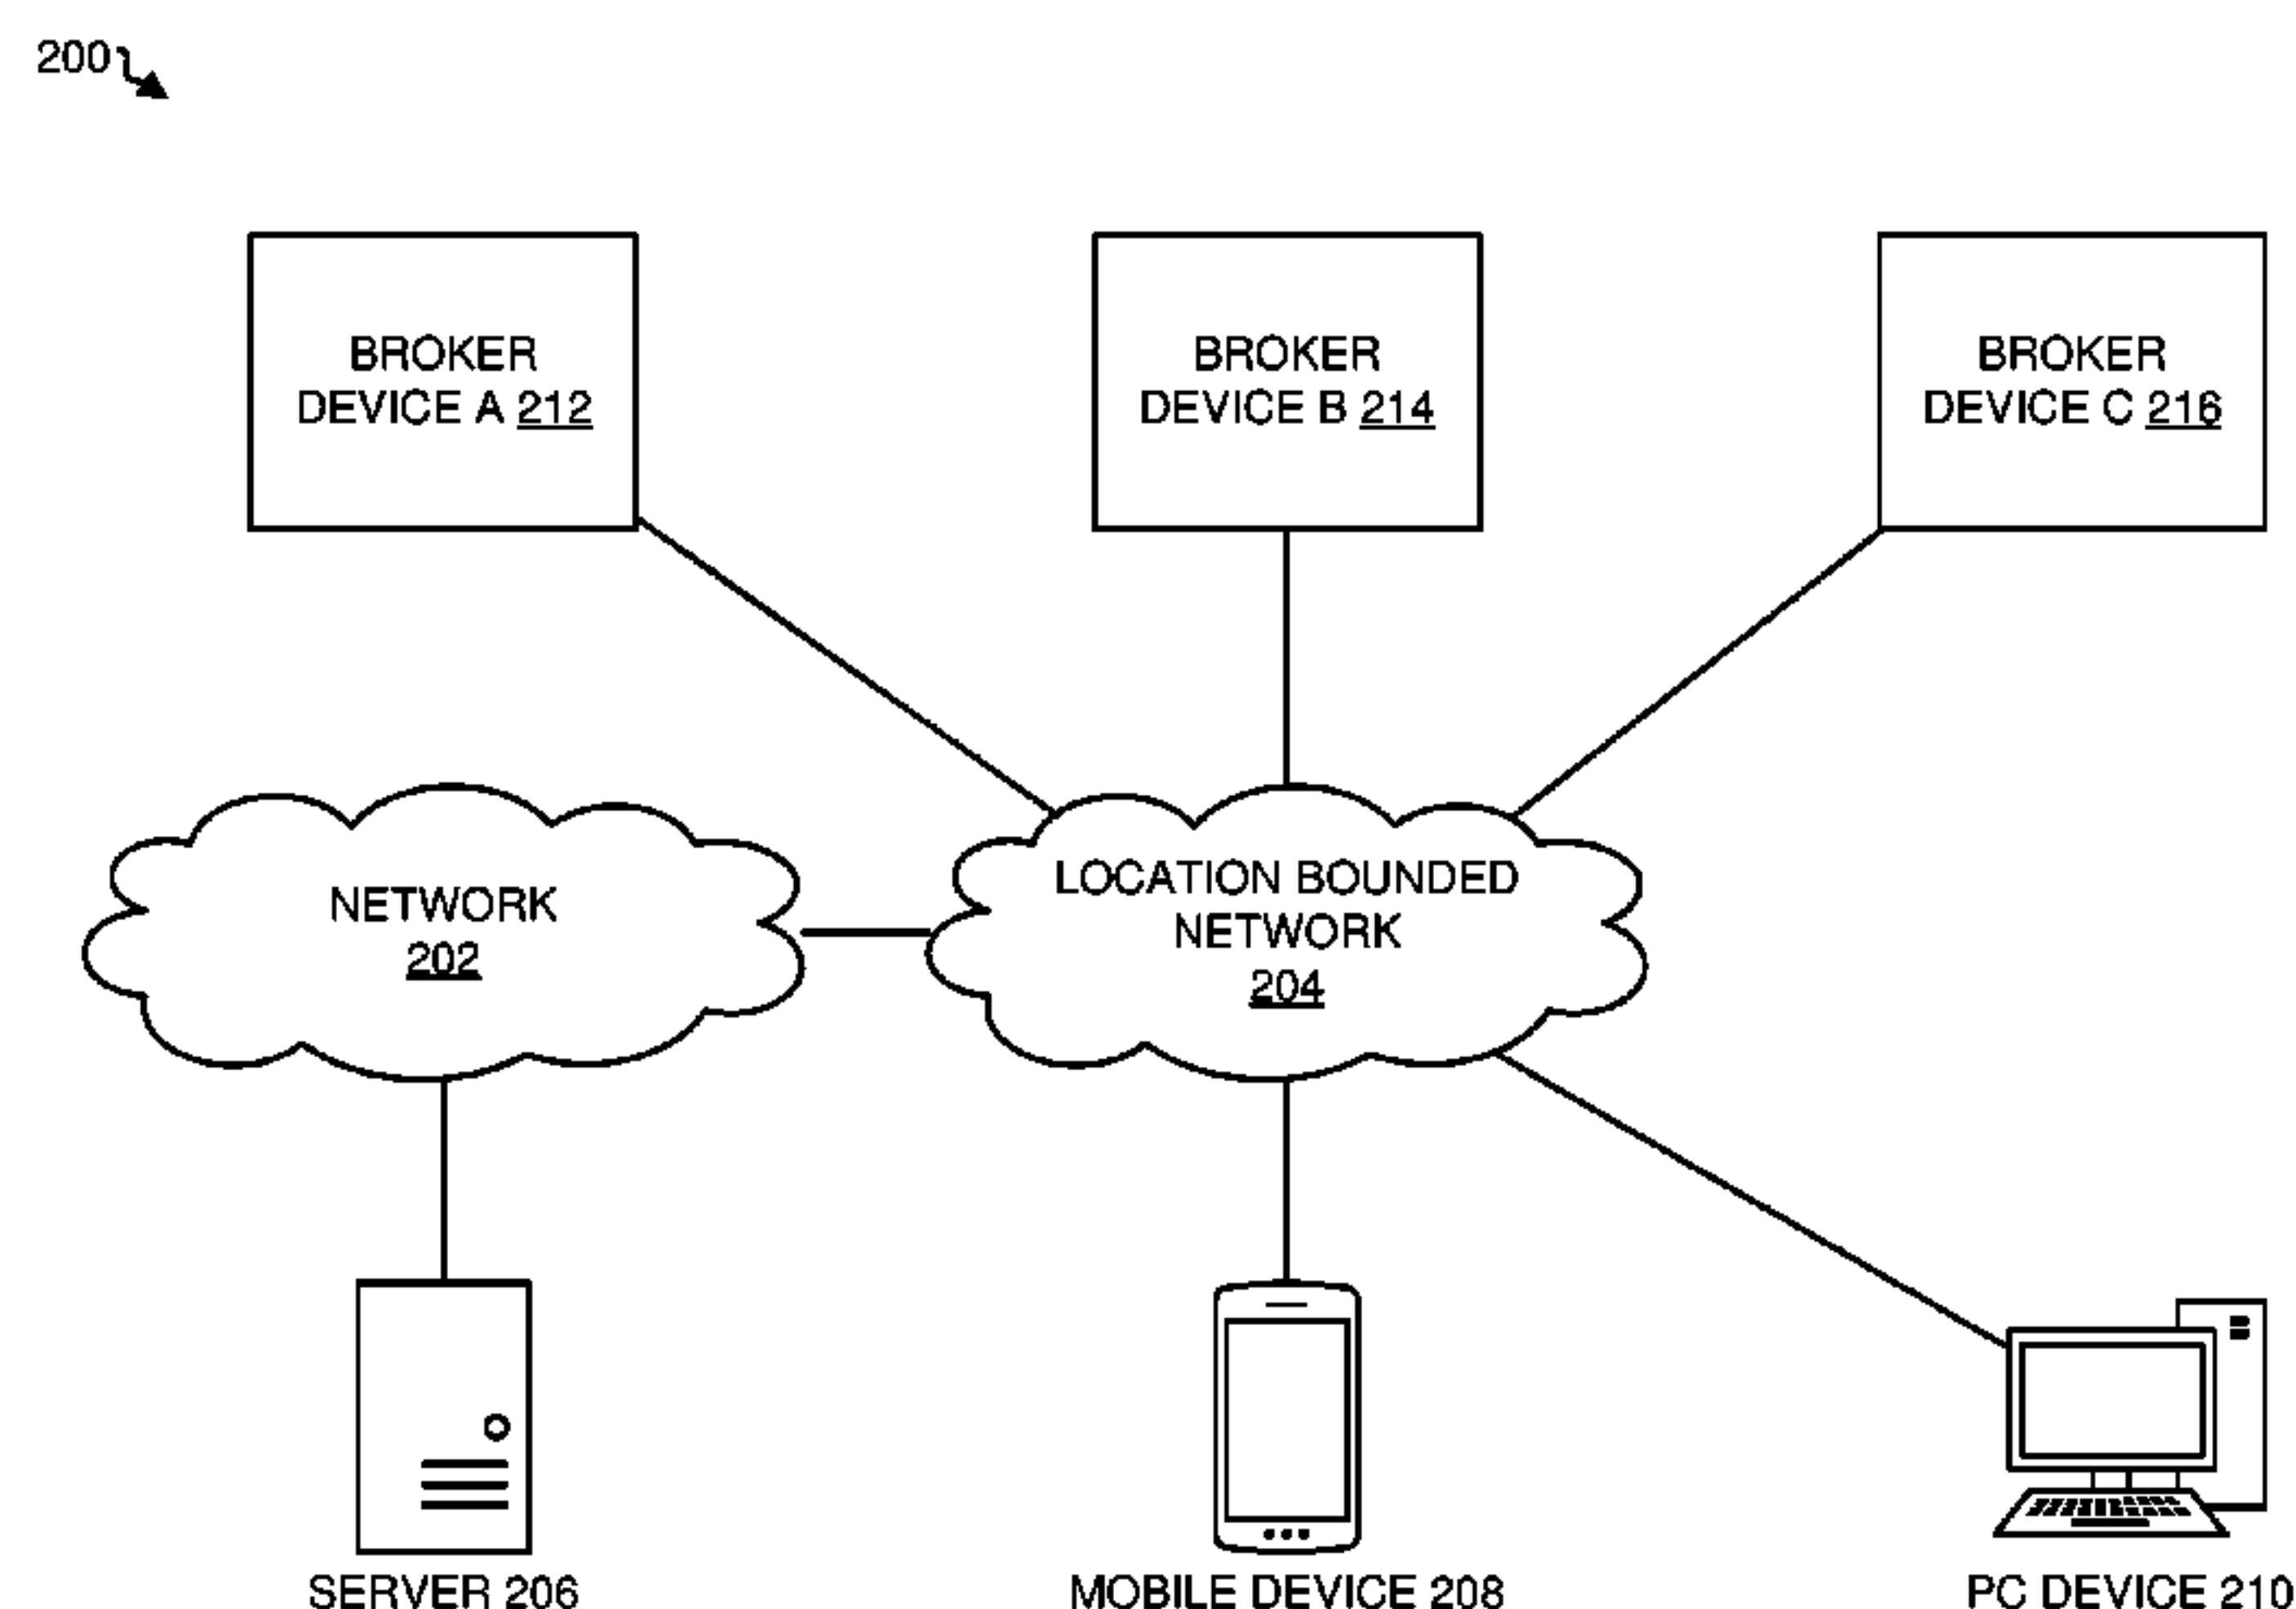 200
BROKER
DEVICE A 212
BROKER
DEVICE B 214
BROKER
DEVICE C 216
NETWORK
202
LOCATION BOUNDED
NETWORK
204
SERVER 206
MOBILE DEVICE 208
PC DEVICE 210